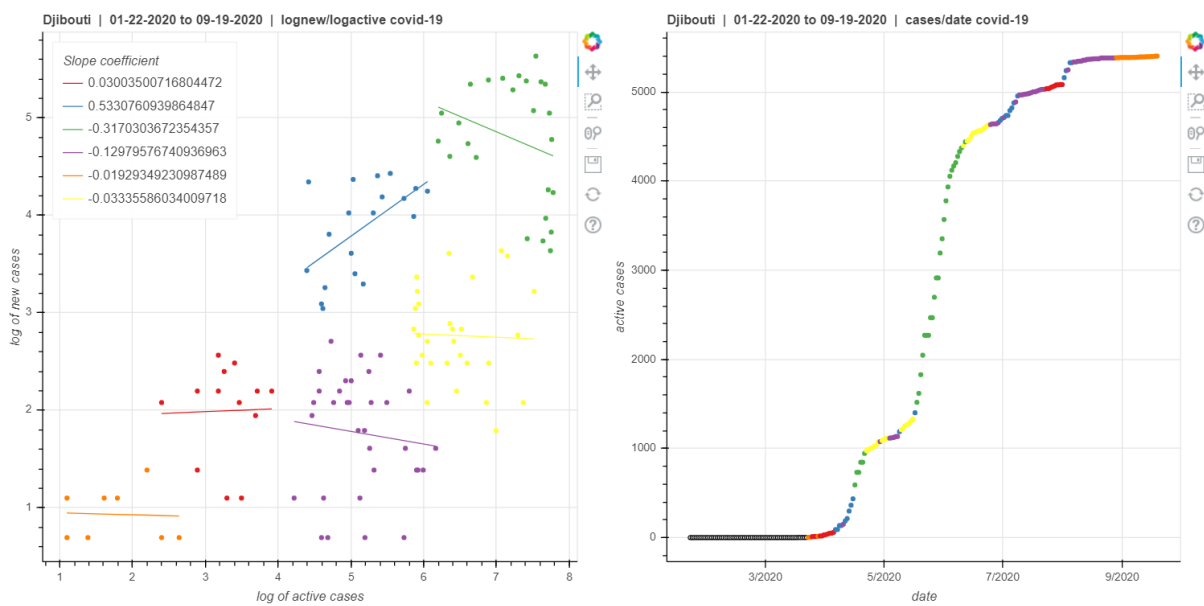 Djibouti | 01-22-2020 to 09-19-2020 | lognew/logactive covid-19
Slope coefficient
0.03003500716804472
0.5330760939864847
-0.3170303672354357
-0.12979576740936963
-0.01929349230987489
-0.03335586034009718
5
4
3
2
1
log of new cases
1 2 3 4 5 6 7 8
log of active cases
Djibouti | 01-22-2020 to 09-19-2020 | cases/date covid-19
5000
4000
3000
2000
1000
0
active cases
3/2020 5/2020 7/2020 9/2020
date